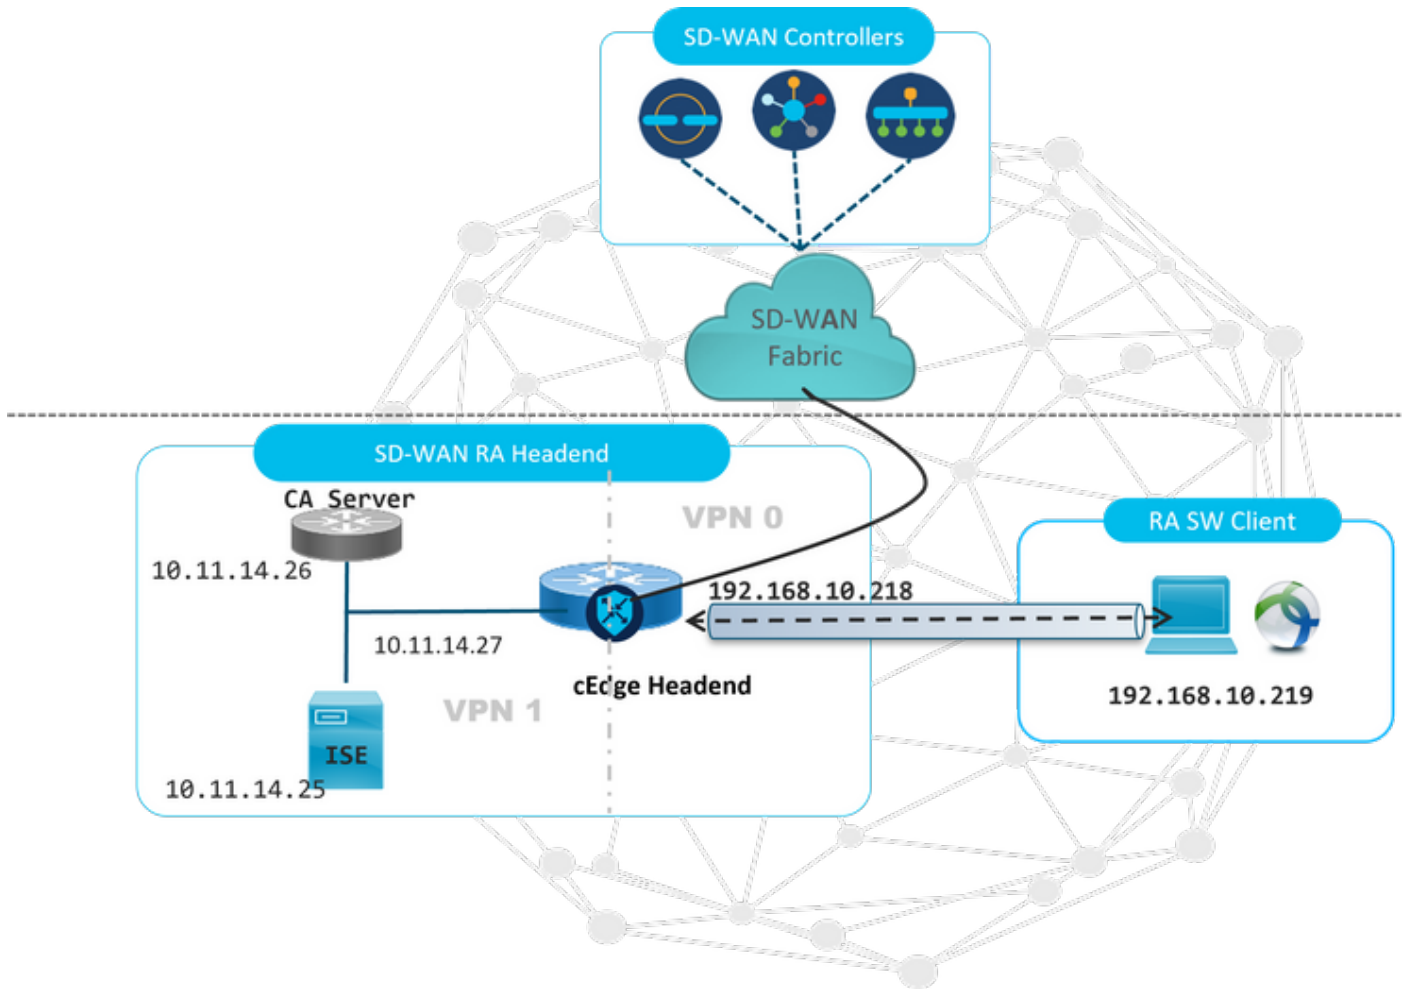 SD-WAN Controllers
SD-WAN
Fabric
SD-WAN RA Headend
CA Server
VPN 0
RA SW Client
10.11.14.26
192.168.10.218
10.11.14.27
cEdge Headend
192.168.10.219
VPN 1
ISE
10.11.14.25